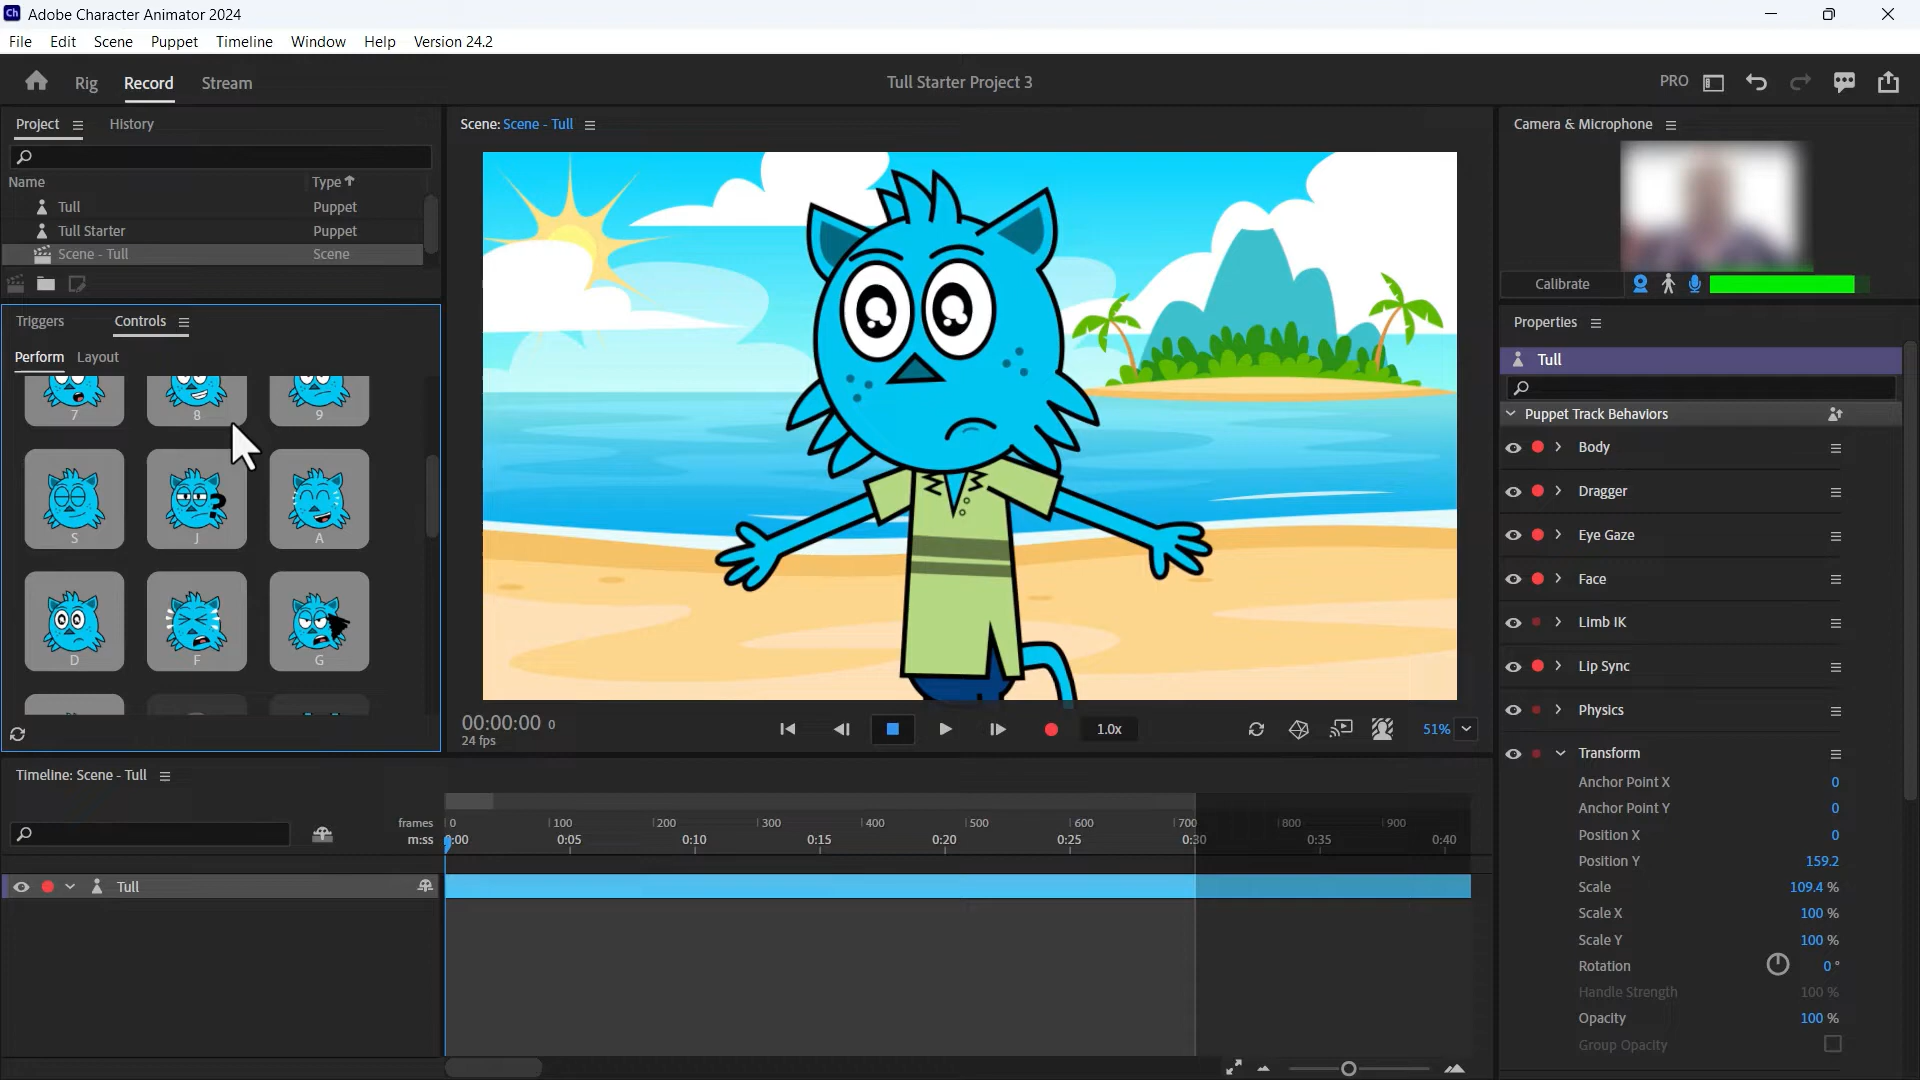 Ch Adobe Character Animator 2024
File Edit Scene Puppet Timeline Window Help Version 24.2
Rig Record Stream Tull Starter Project 3 PRO
Project History
Name Type
Tull Puppet
Tull Starter Puppet
Scene - Tull Scene
Triggers Controls
Perform Layout
7 8 9
S J A
D F G
?
Scene: Scene - Tull
00:00:00 0
24 fps
1.0x
51%
Camera & Microphone
Calibrate
Properties
Tull
Puppet Track Behaviors
Body
Dragger
Eye Gaze
Face
Limb IK
Lip Sync
Physics
Transform
Anchor Point X 0
Anchor Point Y 0
Position X 0
Position Y 159.2
Scale 109.4 %
Scale X 100 %
Scale Y 100 %
Rotation 0 °
Handle Strength 100 %
Opacity 100 %
Group Opacity
Timeline: Scene - Tull
frames 0 100 200 300 400 500 600 700 800 900
m:ss 0:00 0:05 0:10 0:15 0:20 0:25 0:30 0:35 0:40
Tull